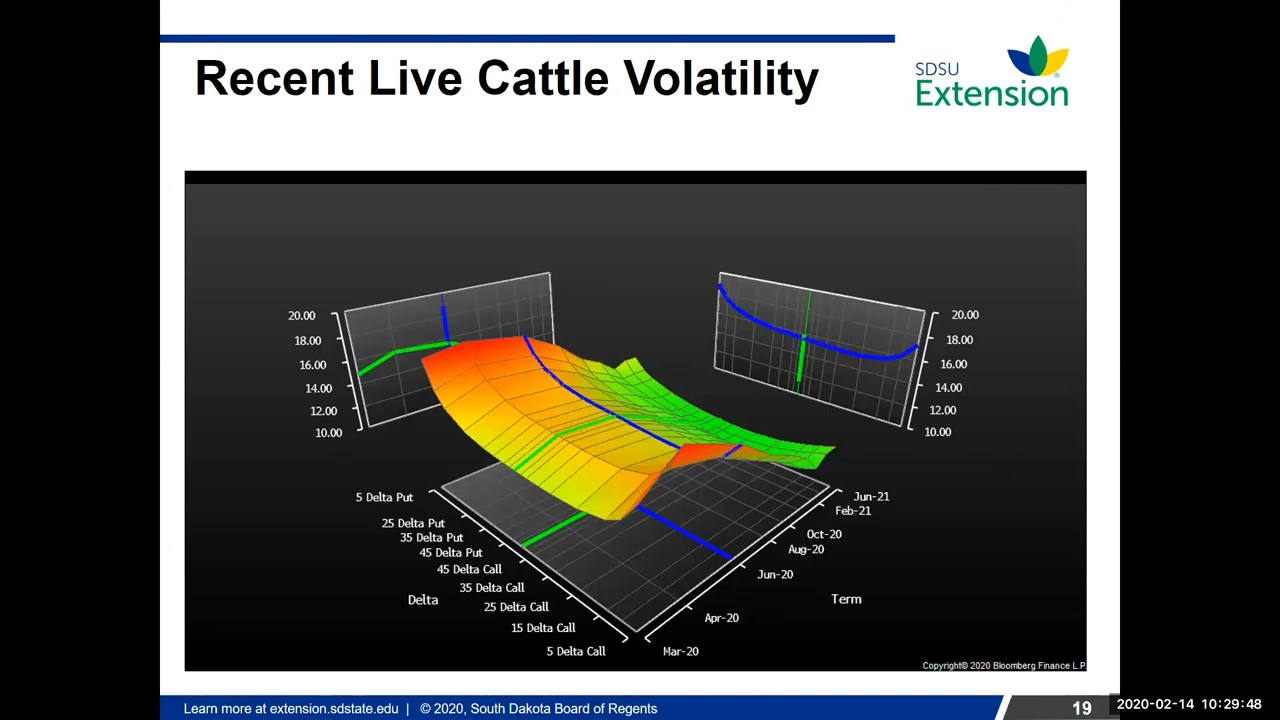 Recent Live Cattle Volatility
SDSU
Extension
®
20.00
18.00
16.00
14.00
12.00
10.00
20.00
18.00
16.00
14.00
12.00
10.00
5 Delta Put
25 Delta Put
35 Delta Put
45 Delta Put
45 Delta Call
35 Delta Call
25 Delta Call
15 Delta Call
5 Delta Call
Delta
Jun-21
Feb-21
Oct-20
Aug-20
Jun-20
Apr-20
Mar-20
Term
Copyright© 2020 Bloomberg Finance L.P.
Learn more at extension.sdstate.edu | © 2020, South Dakota Board of Regents
19
2020-02-14 10:29:48